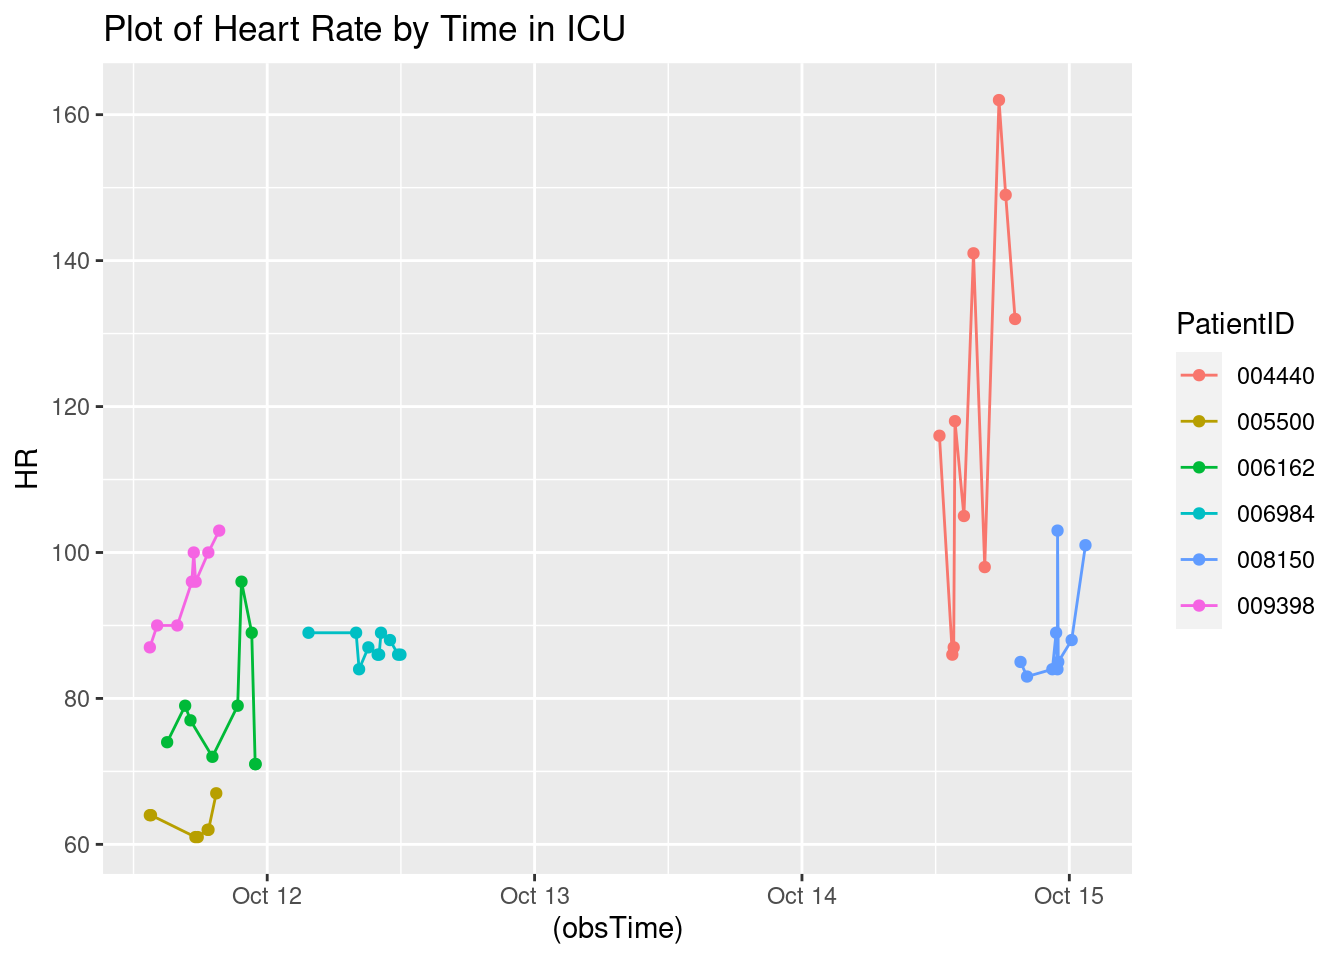 Plot of Heart Rate by Time in ICU
160
140
120
100
80
60
HR
Oct 12
Oct 13
Oct 14
Oct 15
(obsTime)
PatientID
004440
005500
006162
006984
008150
009398